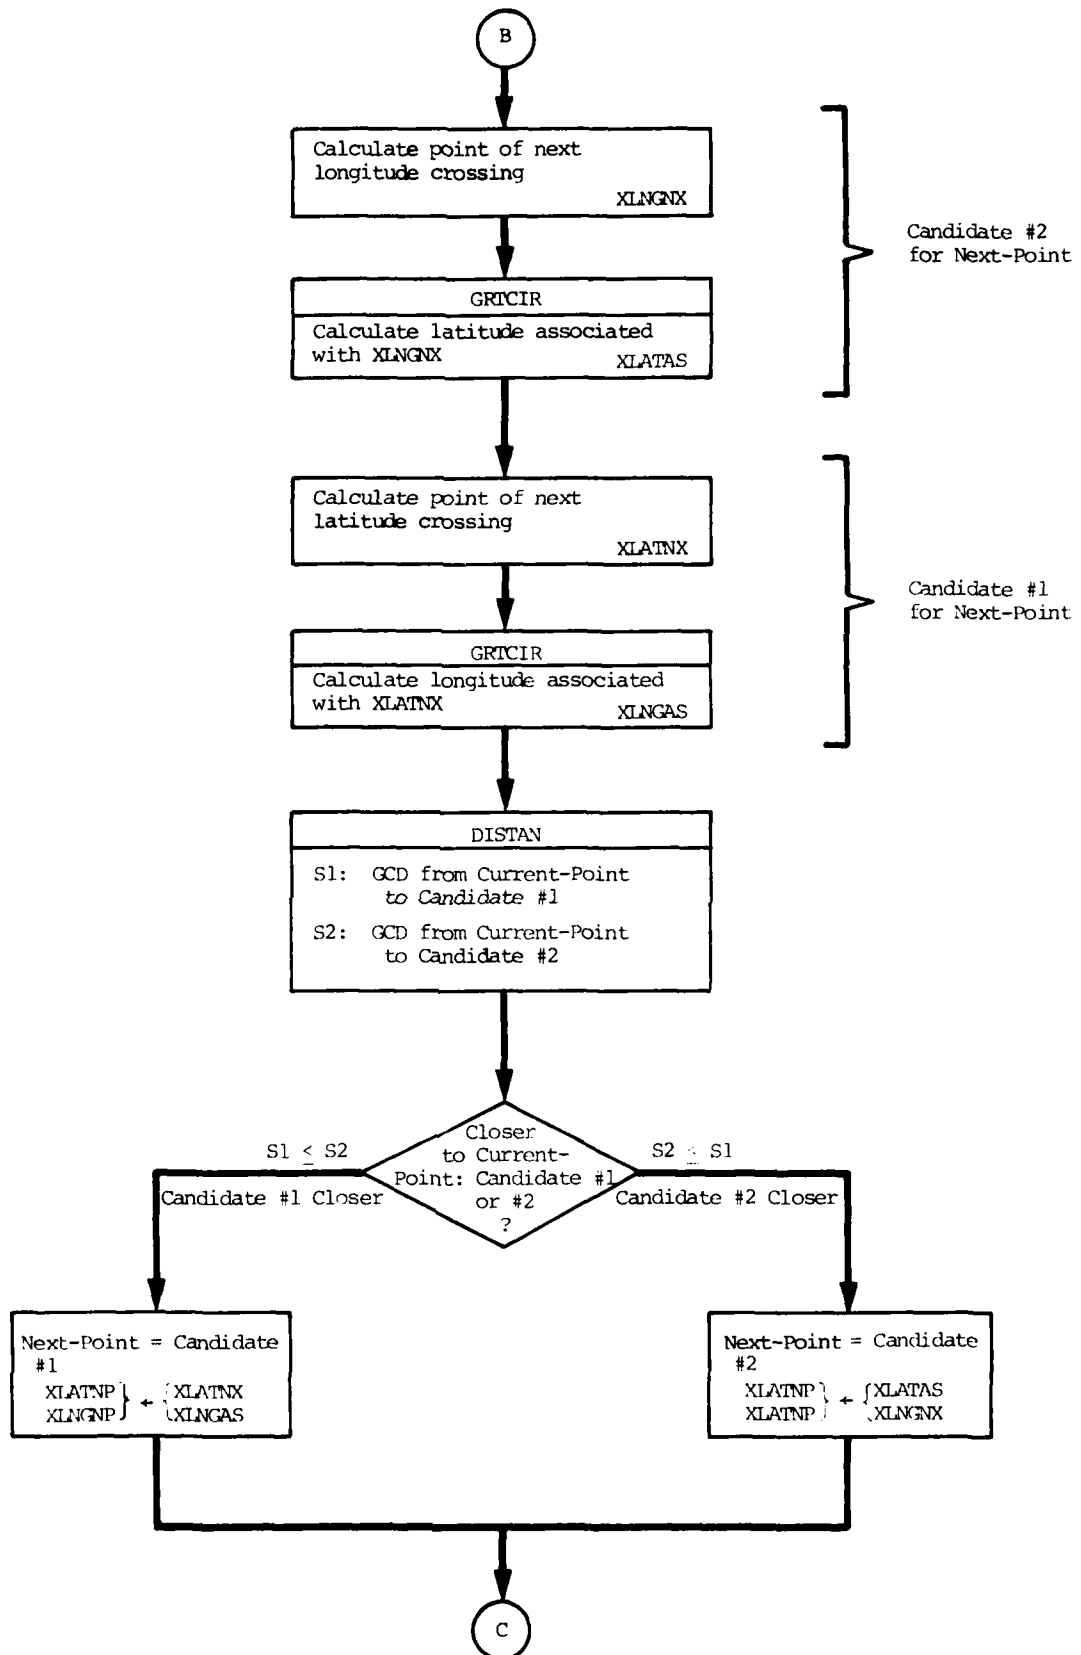 B
Calculate point of next
longitude crossing
XLNGNX
Candidate #2
for Next-Point
GRTCIR
Calculate latitude associated
with XLNGNX
XLATAS
Calculate point of next
latitude crossing
XLATNX
Candidate #1
for Next-Point
GRTCIR
Calculate longitude associated
with XLATNX
XLNGAS
DISTAN
S1: GCD from Current-Point
to Candidate #1
S2: GCD from Current-Point
to Candidate #2
Closer
to Current-
Point: Candidate #1
or #2
?
S1 ≤ S2
Candidate #1 Closer
S2 ≤ S1
Candidate #2 Closer
Next-Point = Candidate
#1
XLATNP } ← { XLATNX
XLNGNP } ← { XLNGAS
Next-Point = Candidate
#2
XLATNP } ← { XLATAS
XLATNP } ← { XLNGNX
C